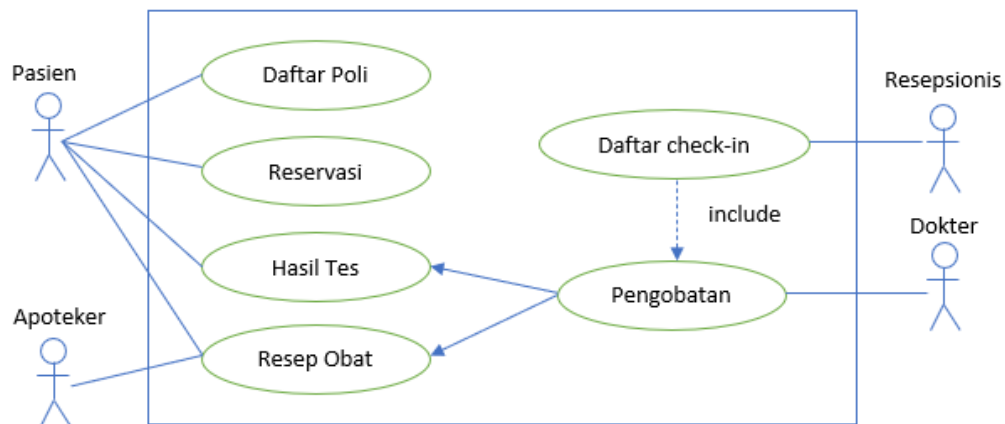 Pasien
Daftar Poli
Resepsionis
Daftar check-in
Reservasi
include
Dokter
Hasil Tes
Pengobatan
Apoteker
Resep Obat